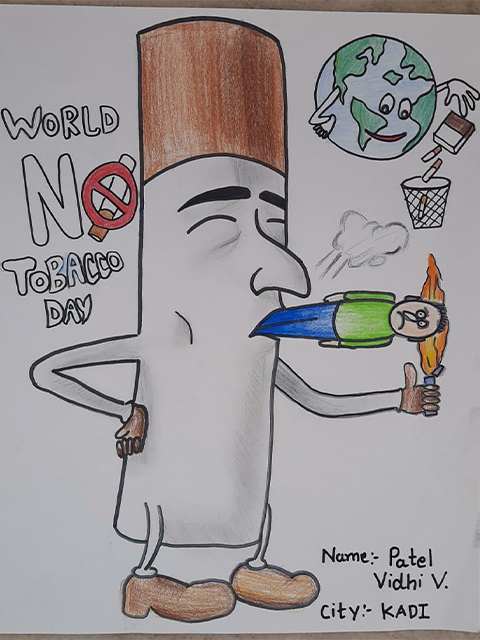 WORLD
NO
TOBACCO
DAY
Name:- Patel
Vidhi V.
City:- KADI